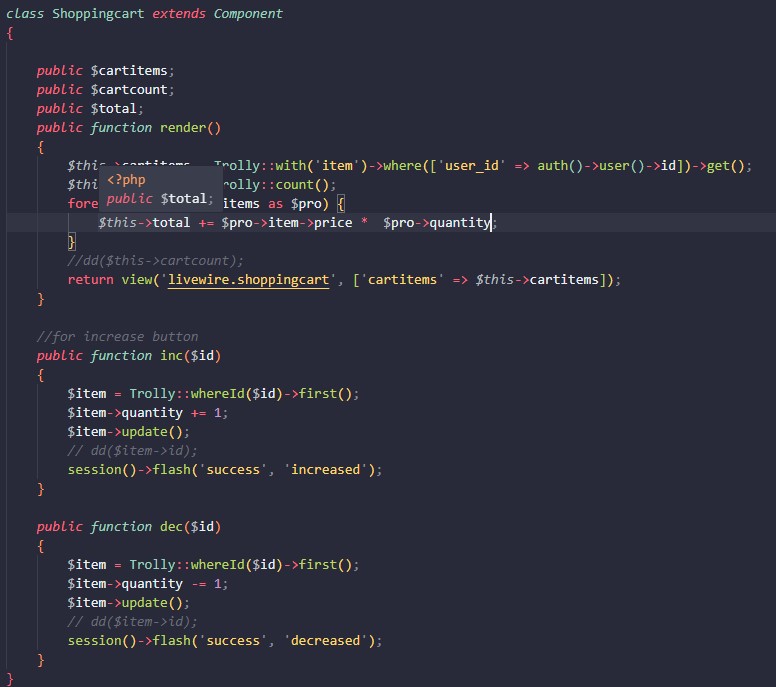 class Shoppingcart extends Component
{
    public $cartitems;
    public $cartcount;
    public $total;
    public function render()
    {
        $this->cartitems = Trolly::with('item')->where(['user_id' => auth()->user()->id])->get();
        $thi rolly::count();
        fore items as $pro) {
<?php
public $total;
            $this->total += $pro->item->price *  $pro->quantity;
        }
        //dd($this->cartcount);
        return view('livewire.shoppingcart', ['cartitems' => $this->cartitems]);
    }
    //for increase button
    public function inc($id)
    {
        $item = Trolly::whereId($id)->first();
        $item->quantity += 1;
        $item->update();
        // dd($item->id);
        session()->flash('success', 'increased');
    }
    public function dec($id)
    {
        $item = Trolly::whereId($id)->first();
        $item->quantity -= 1;
        $item->update();
        // dd($item->id);
        session()->flash('success', 'decreased');
    }
}